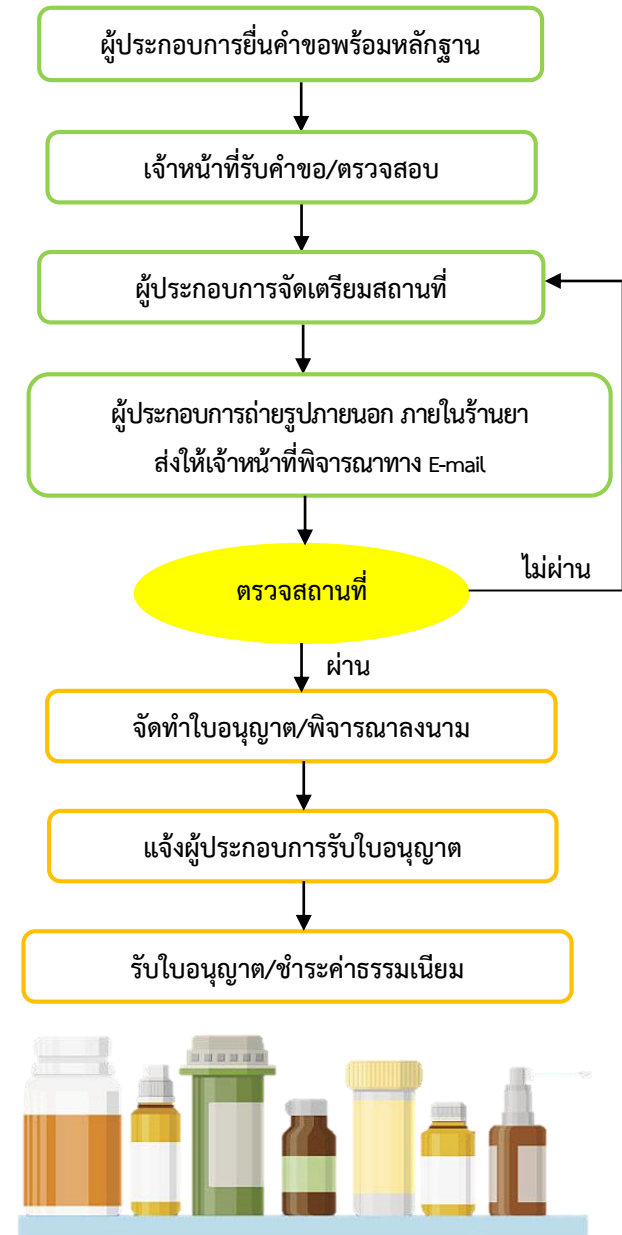 ผู้ประกอบการยื่นคำขอพร้อมหลักฐาน
เจ้าหน้าที่รับคำขอ/ตรวจสอบ
ผู้ประกอบการจัดเตรียมสถานที่
ผู้ประกอบการถ่ายรูปภายนอก ภายในร้านยา
ส่งให้เจ้าหน้าที่พิจารณาทาง E-mail
ไม่ผ่าน
ตรวจสถานที่
ผ่าน
จัดทำใบอนุญาต/พิจารณาลงนาม
แจ้งผู้ประกอบการรับใบอนุญาต
รับใบอนุญาต/ชำระค่าธรรมเนียม